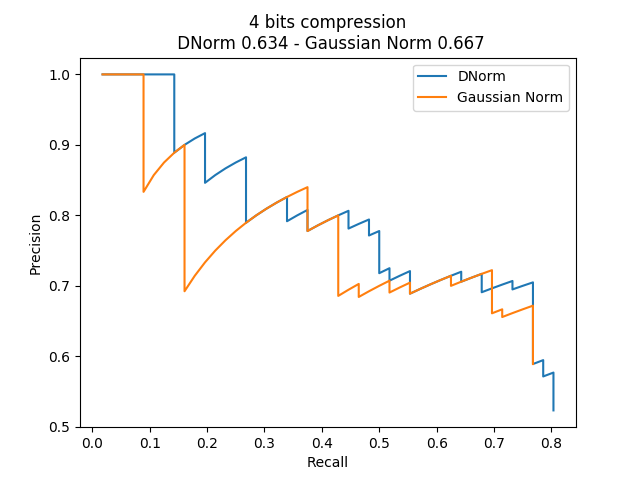 4 bits compression
DNorm 0.634 - Gaussian Norm 0.667
DNorm
Gaussian Norm
1.0
0.9
0.8
0.7
0.6
0.5
Precision
0.0 0.1 0.2 0.3 0.4 0.5 0.6 0.7 0.8
Recall